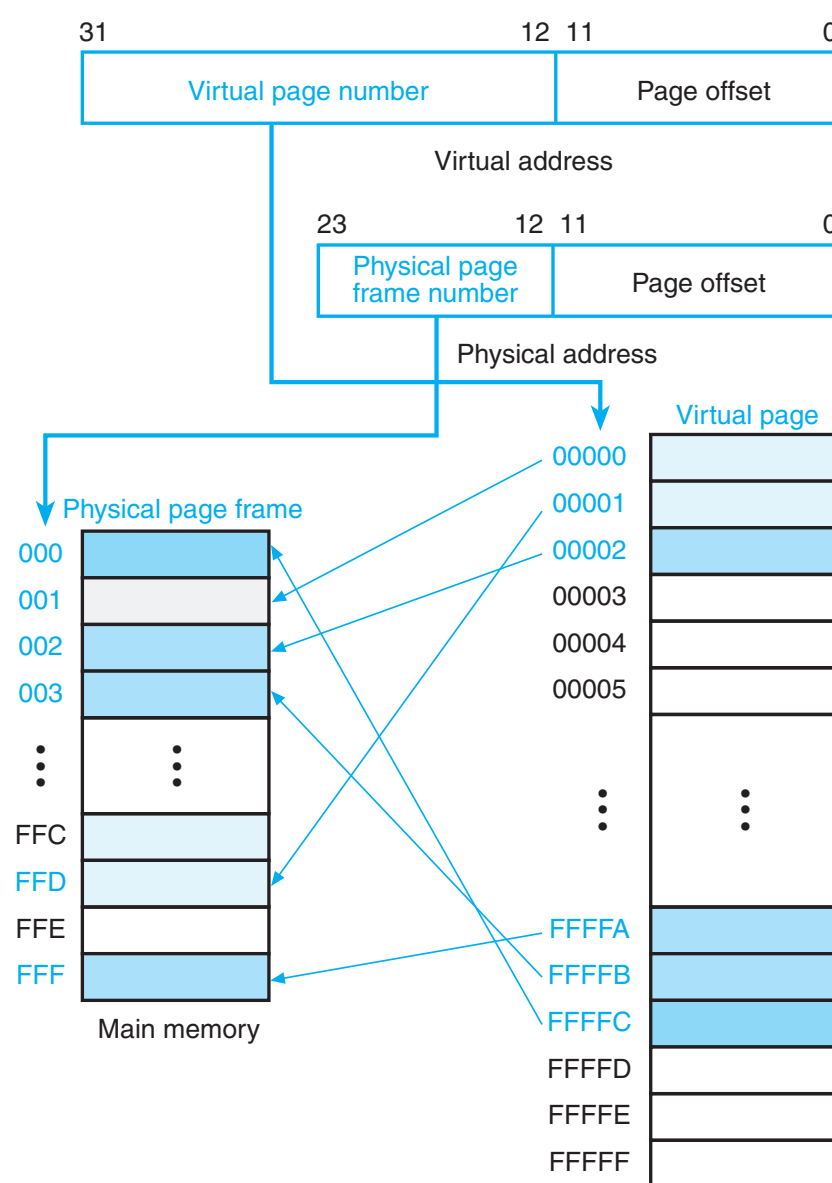 31 12 11 0
Virtual page number Page offset
Virtual address
23 12 11 0
Physical page
frame number
Page offset
Physical address
Virtual page
00000
00001
00002
00003
00004
00005
FFFFA
FFFFB
FFFFC
FFFFD
FFFFE
FFFFF
Physical page frame
000
001
002
003
FFC
FFD
FFE
FFF
Main memory